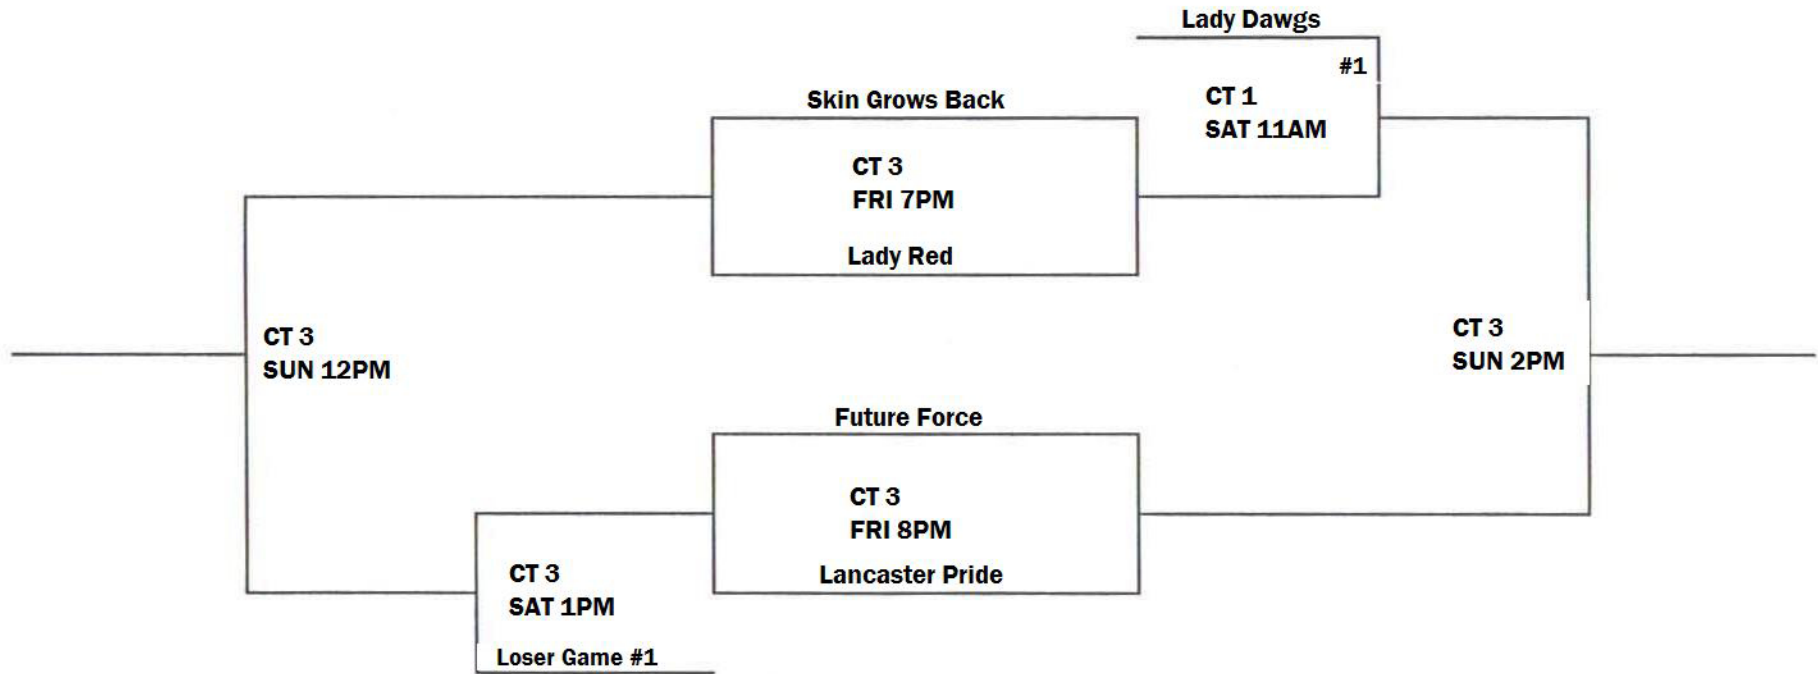 Lady Dawgs
#1
CT 1
SAT 11AM
Skin Grows Back
CT 3
FRI 7PM
Lady Red
CT 3
SUN 12PM
CT 3
SUN 2PM
Future Force
CT 3
FRI 8PM
Lancaster Pride
CT 3
SAT 1PM
Loser Game #1